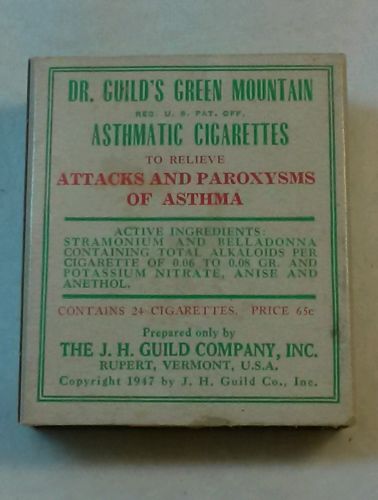 DR. GUILD'S GREEN MOUNTAIN
REG. U. S. PAT. OFF.
ASTHMATIC CIGARETTES
TO RELIEVE
ATTACKS AND PAROXYSMS
OF ASTHMA
ACTIVE INGREDIENTS:
STRAMONIUM AND BELLADONNA
CONTAINING TOTAL ALKALOIDS PER
CIGARETTE OF 0.06 TO 0.08 GR. AND
POTASSIUM NITRATE, ANISE AND
ANETHOL.
CONTAINS 24 CIGARETTES. PRICE 65c
Prepared only by
THE J. H. GUILD COMPANY, INC.
RUPERT, VERMONT, U.S.A.
Copyright 1947 by J. H. Guild Co., Inc.